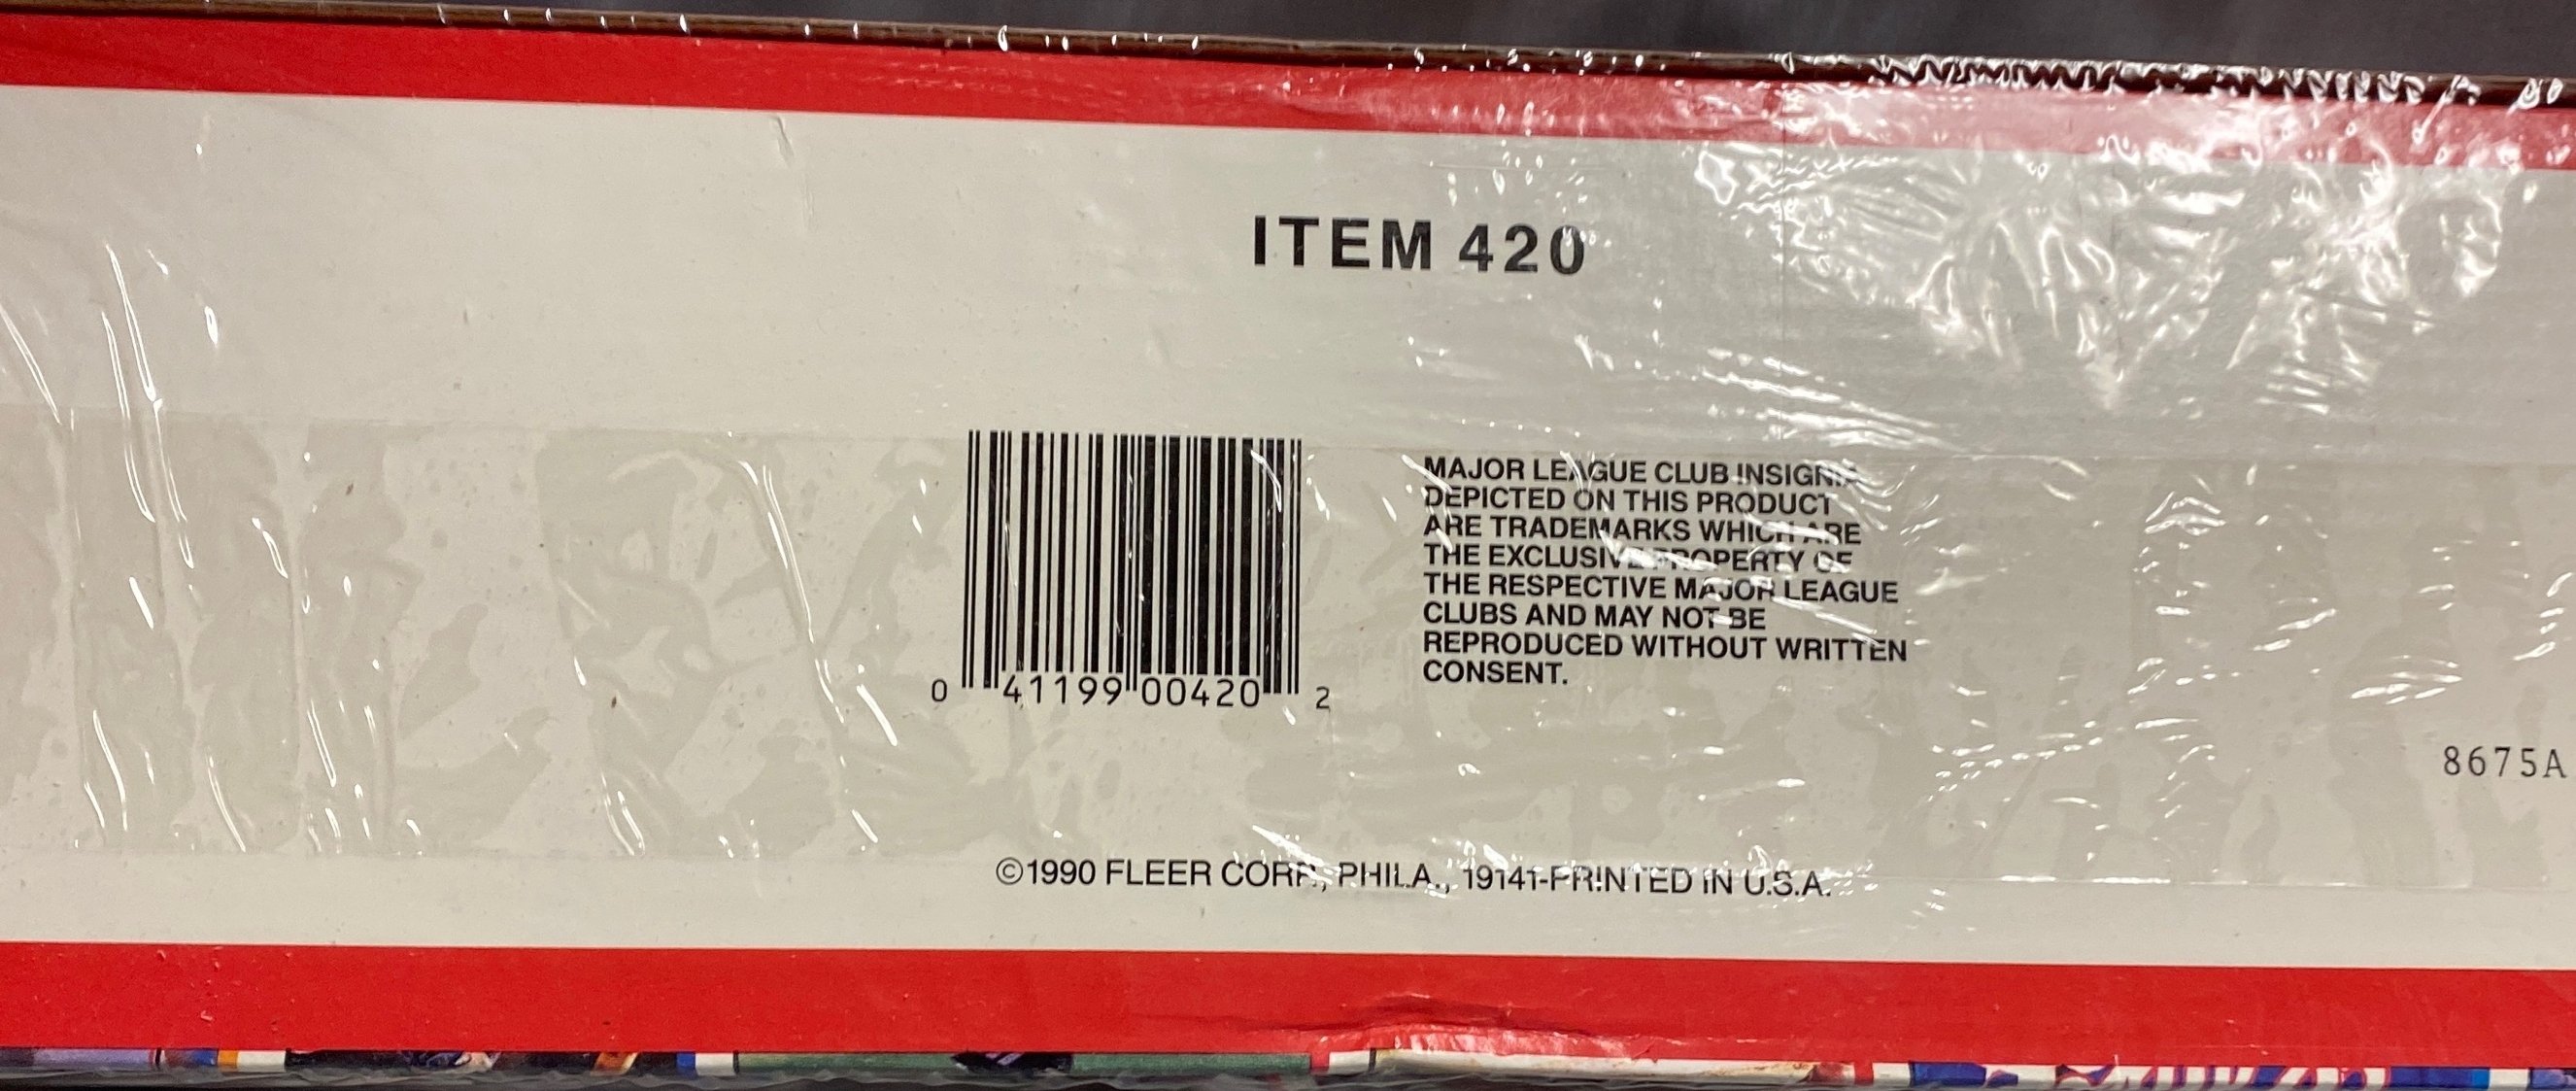 ITEM 420
MAJOR LEAGUE CLUB INSIGNIA
DEPICTED ON THIS PRODUCT
ARE TRADEMARKS WHICH ARE
THE EXCLUSIVE PROPERTY OF
THE RESPECTIVE MAJOR LEAGUE
CLUBS AND MAY NOT BE
REPRODUCED WITHOUT WRITTEN
CONSENT.
0 41199 00420 2
8675A
©1990 FLEER CORP., PHILA., 19141-PRINTED IN U.S.A.